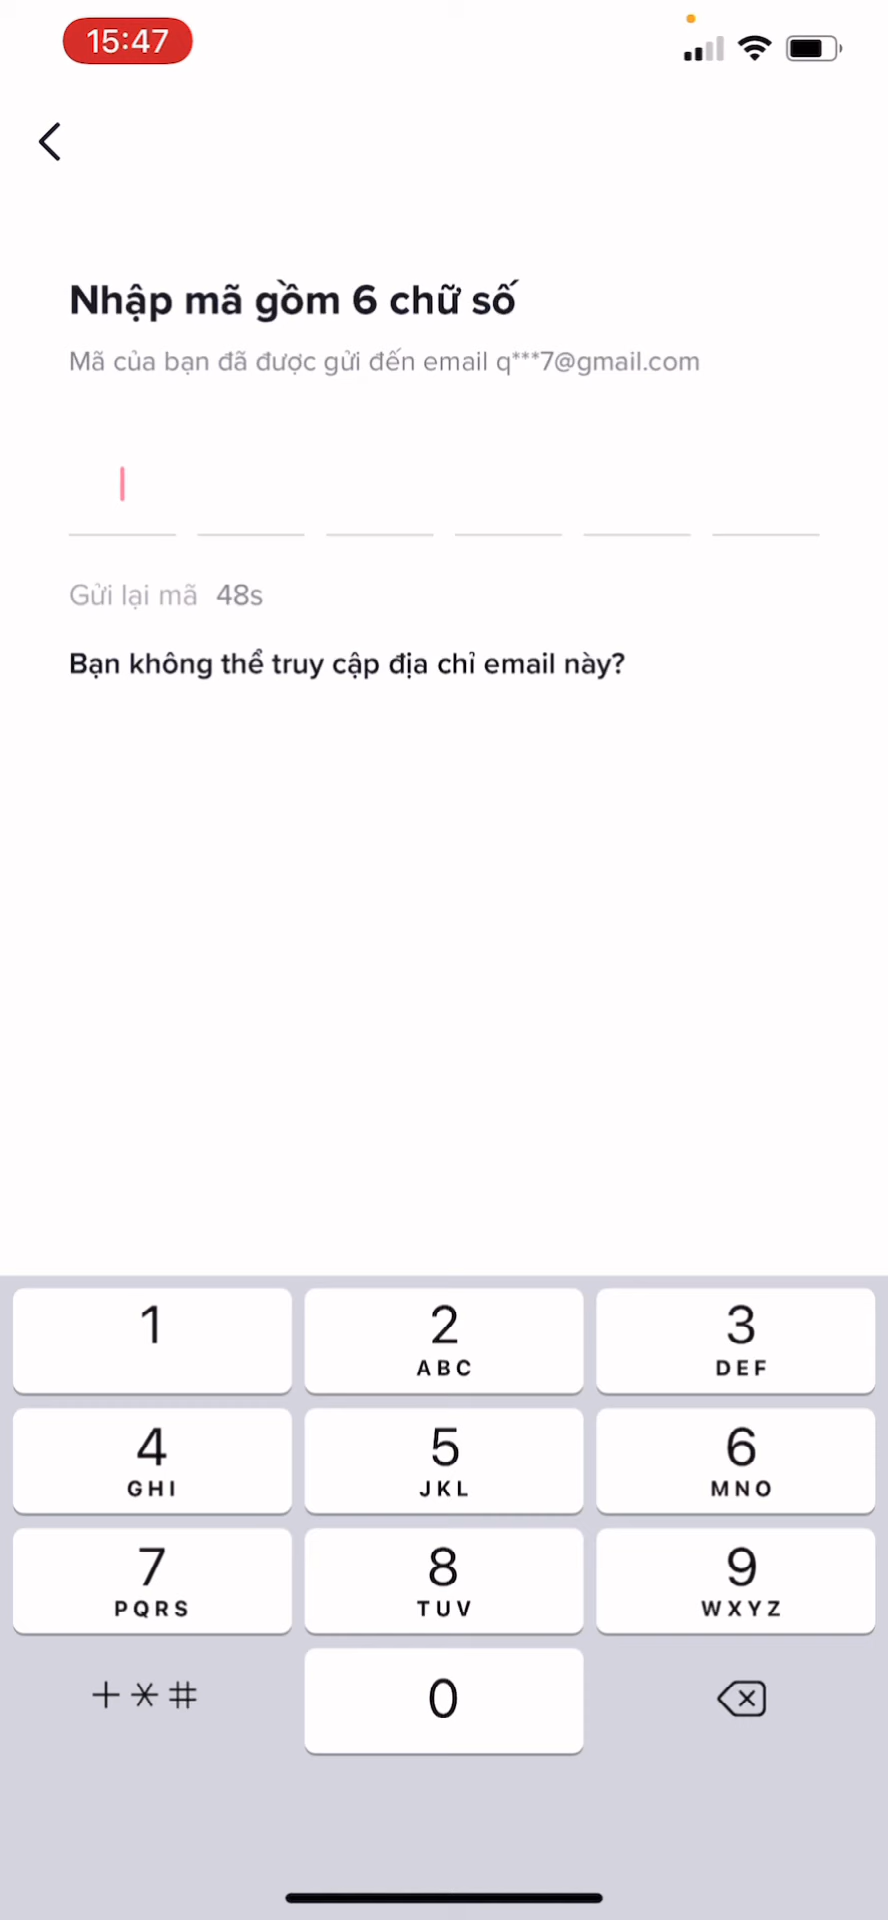 15:47
Nhập mã gồm 6 chữ số
Mã của bạn đã được gửi đến email q***7@gmail.com
Gửi lại mã 48s
Bạn không thể truy cập địa chỉ email này?
1
2
ABC
3
DEF
4
GHI
5
JKL
6
MNO
7
PQRS
8
TUV
9
WXYZ
+*#
0